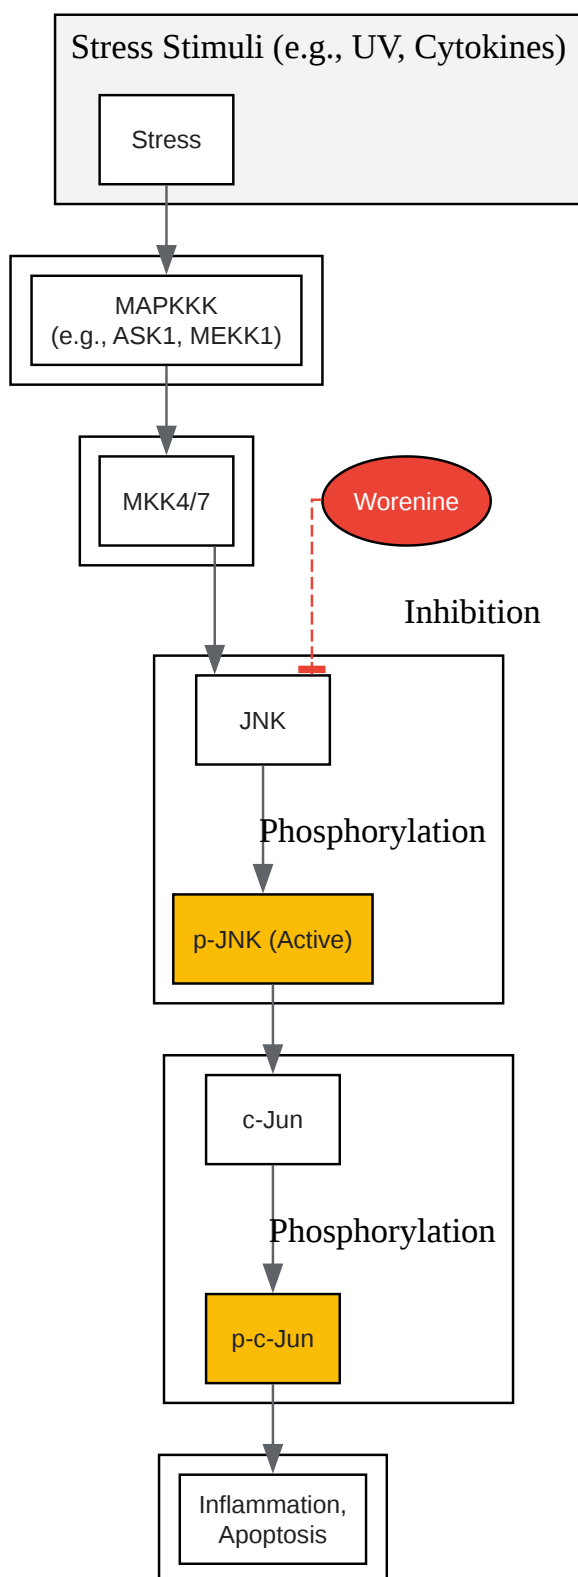 Stress Stimuli (e.g., UV, Cytokines)
Stress
MAPKKK
(e.g., ASK1, MEKK1)
MKK4/7
Worenine
Inhibition
JNK
Phosphorylation
p-JNK (Active)
c-Jun
Phosphorylation
p-c-Jun
Inflammation,
Apoptosis